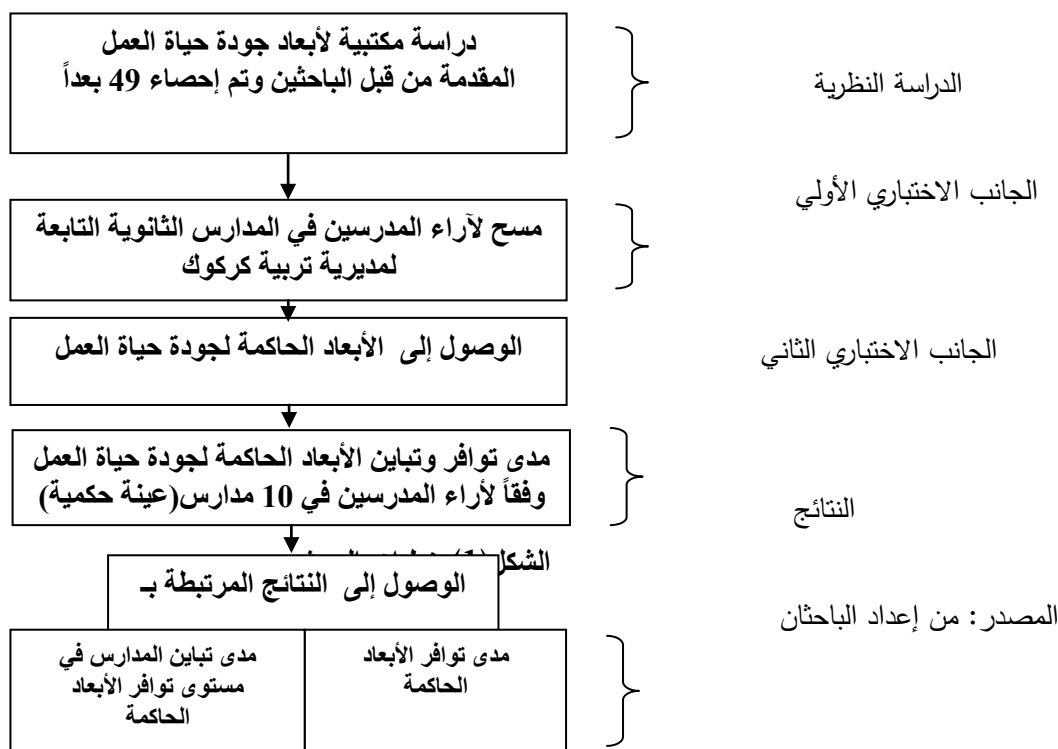 دراسة مكتبية لأبعاد جودة حياة العمل
المقدمة من قبل الباحثين وتم إحصاء 49 بعداً
الدراسة النظرية
الجانب الاختباري الأولي
مسح لآراء المدرسين في المدارس الثانوية التابعة
لمديرية تربية كركوك
الوصول إلى الأبعاد الحاكمة لجودة حياة العمل
الجانب الاختباري الثاني
مدى توافر وتباين الأبعاد الحاكمة لجودة حياة العمل
وفقاً لأراء المدرسين في 10 مدارس(عينة حكمية)
النتائج
الشكل
الوصول إلى النتائج المرتبطة بـ
المصدر: من إعداد الباحثان
مدى توافر الأبعاد
الحاكمة
مدى تباين المدارس في
مستوى توافر الأبعاد
الحاكمة